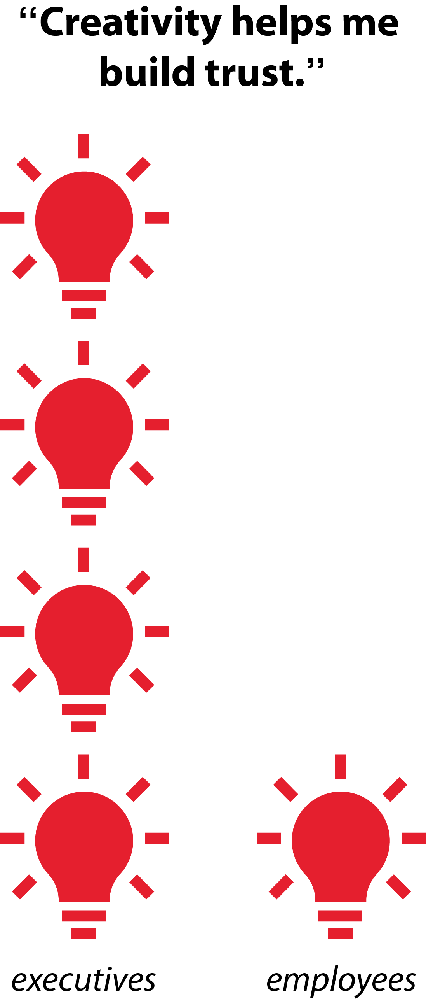 “Creativity helps me
build trust.”
executives employees